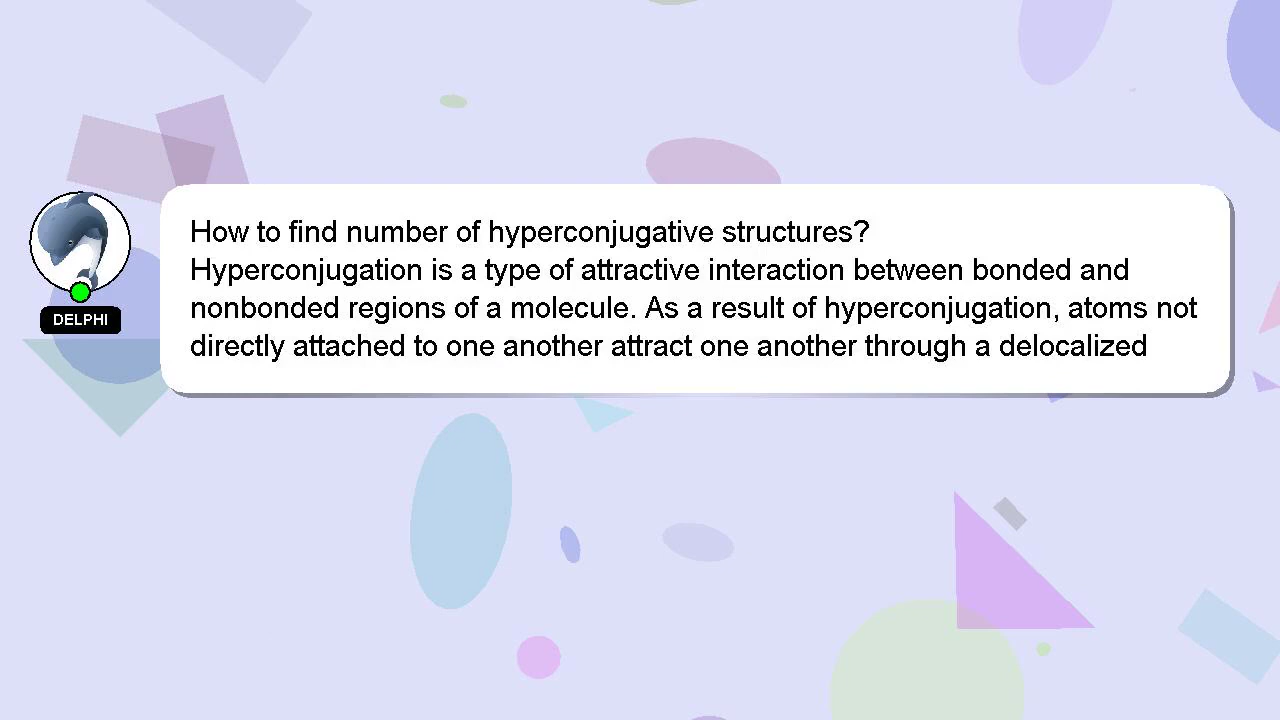 How to find number of hyperconjugative structures?
Hyperconjugation is a type of attractive interaction between bonded and
nonbonded regions of a molecule. As a result of hyperconjugation, atoms not
directly attached to one another attract one another through a delocalized
DELPHI